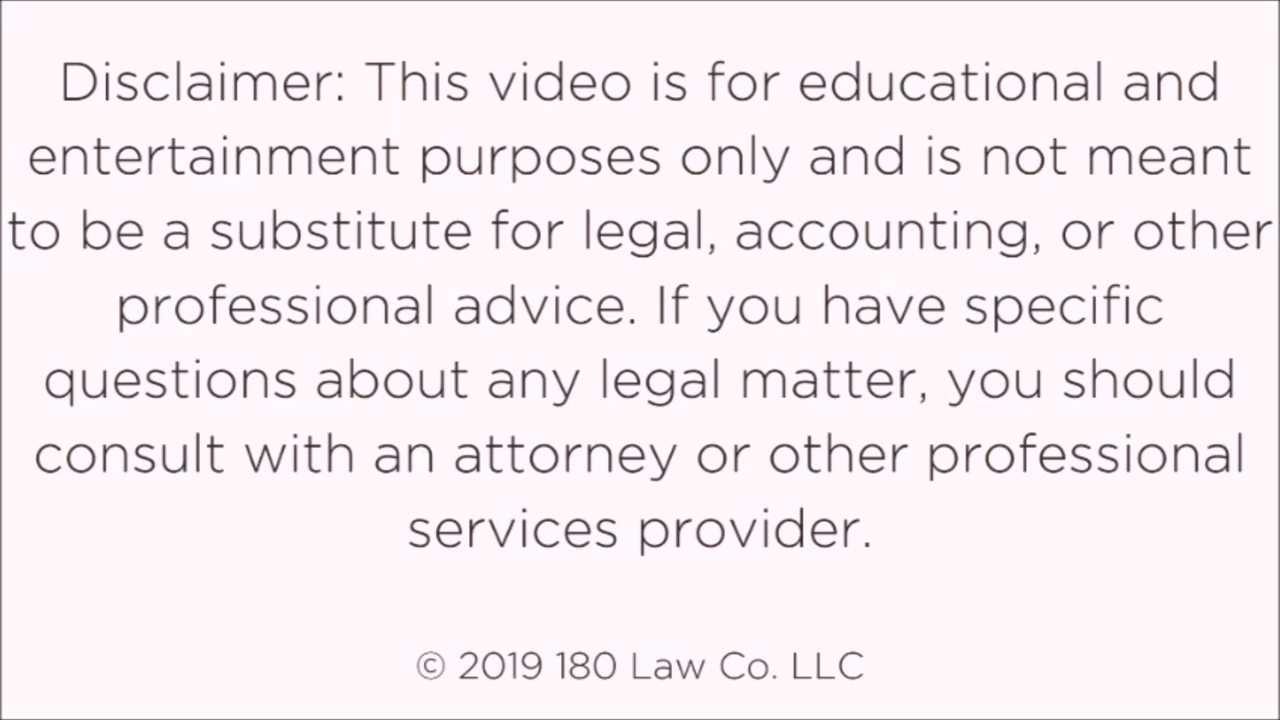 Disclaimer: This video is for educational and
entertainment purposes only and is not meant
to be a substitute for legal, accounting, or other
professional advice. If you have specific
questions about any legal matter, you should
consult with an attorney or other professional
services provider.
© 2019 180 Law Co. LLC